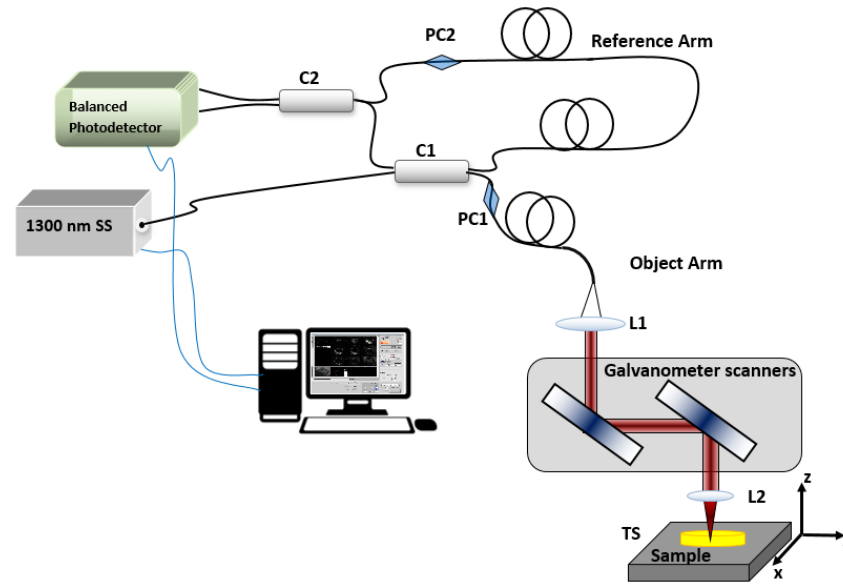 PC2
Reference Arm
C2
Balanced
Photodetector
C1
1300 nm SS
PC1
Object Arm
L1
Galvanometer scanners
L2
z
TS
Sample
x